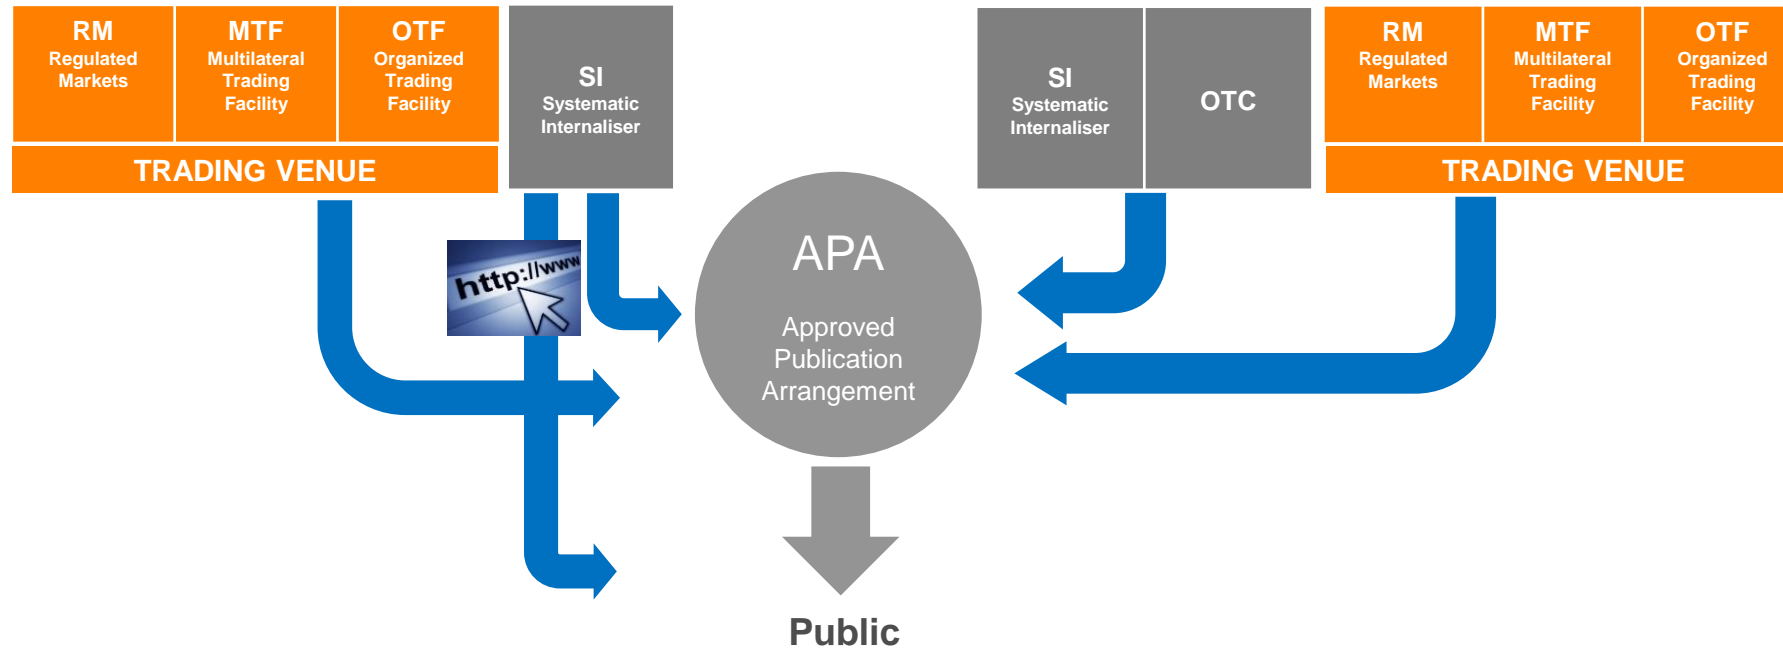 RM
Regulated
Markets
MTF
Multilateral
Trading
Facility
OTF
Organized
Trading
Facility
TRADING VENUE
SI
Systematic
Internaliser
SI
Systematic
Internaliser
OTC
RM
Regulated
Markets
MTF
Multilateral
Trading
Facility
OTF
Organized
Trading
Facility
TRADING VENUE
http://www
APA
Approved
Publication
Arrangement
Public